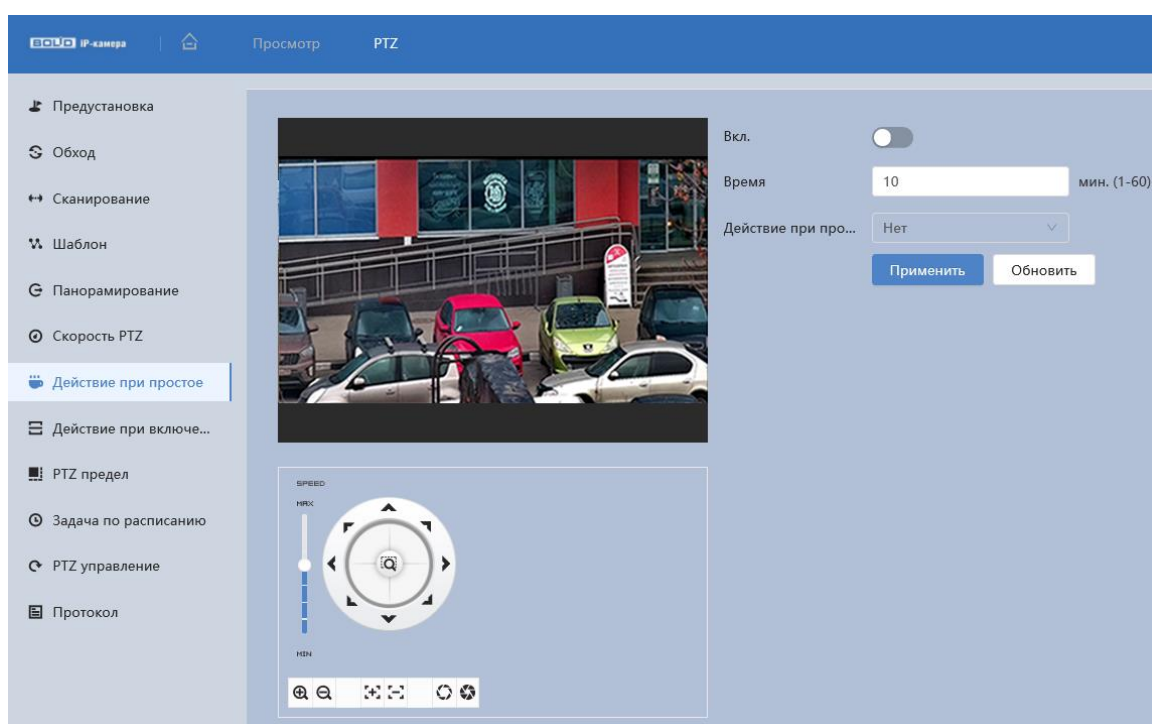 BOLID IP-камера
Просмотр
PTZ
Предустановка
Обход
Сканирование
Шаблон
Панорамирование
Скорость PTZ
Действие при простое
Действие при включе...
PTZ предел
Задача по расписанию
PTZ управление
Протокол
Вкл.
Время
10
мин. (1-60)
Действие при про...
Нет
Применить
Обновить
SPEED
MAX
MIN